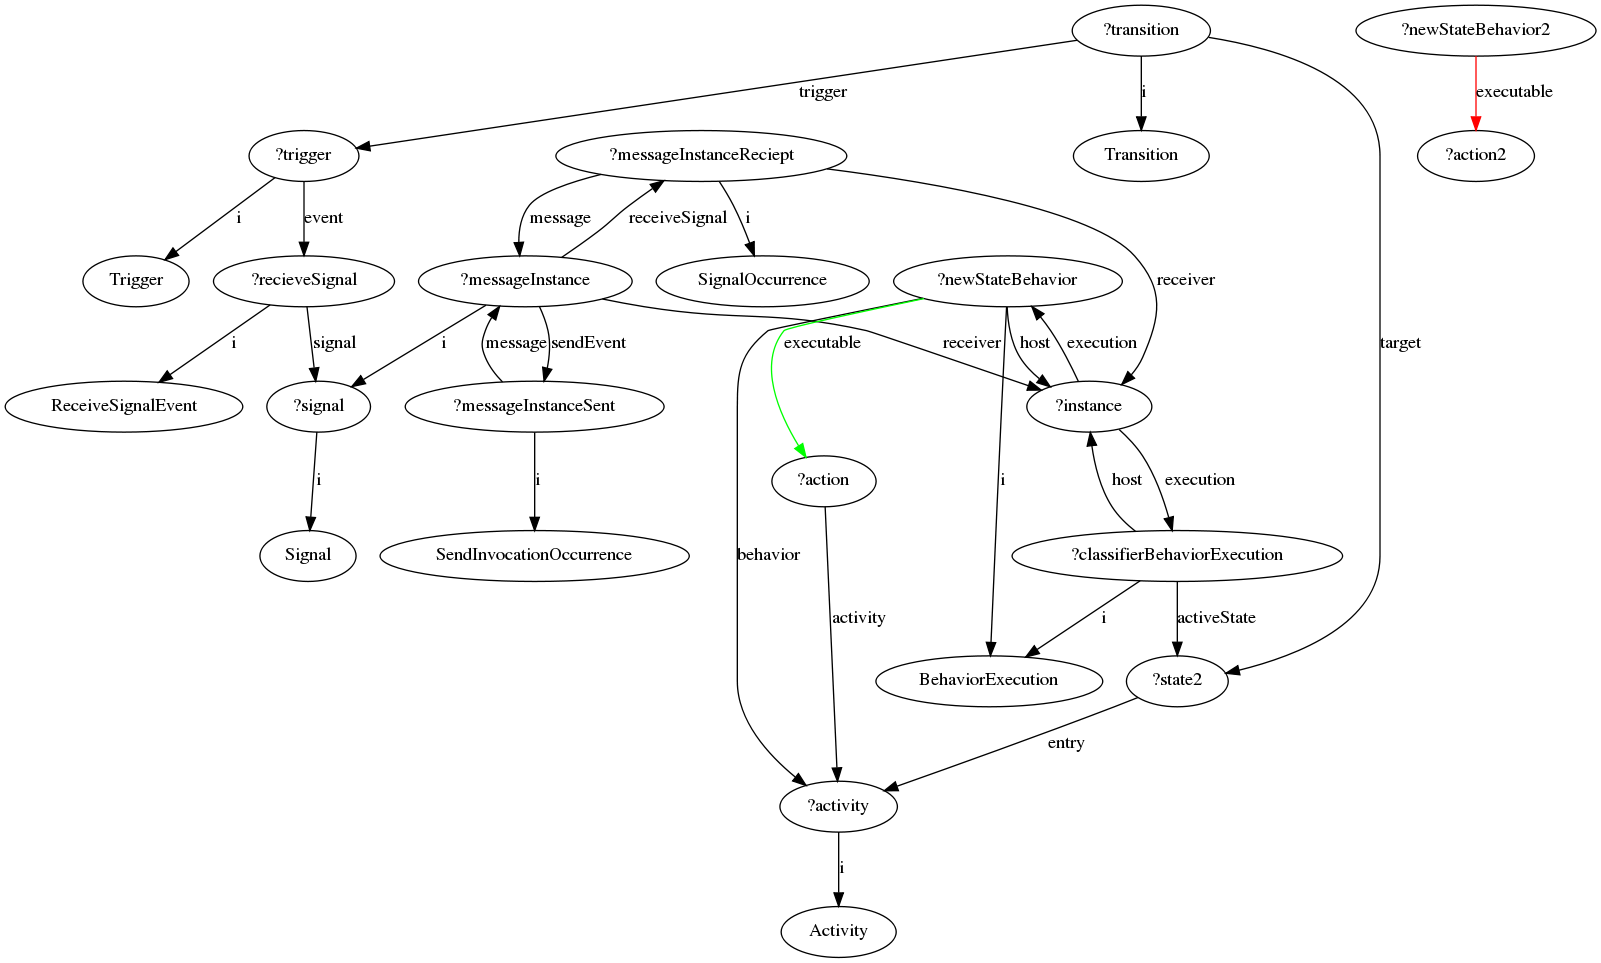 ?transition
?newStateBehavior2
trigger
i
executable
?trigger
?messageInstanceReciept
Transition
?action2
i
event
message
receiveSignal
i
Trigger
?recieveSignal
?messageInstance
SignalOccurrence
?newStateBehavior
receiver
i
signal
i
message
sendEvent
executable
receiver
host
execution
target
ReceiveSignalEvent
?signal
?messageInstanceSent
?instance
i
i
?action
i
host
execution
Signal
SendInvocationOccurrence
behavior
?classifierBehaviorExecution
activity
i
activeState
BehaviorExecution
?state2
entry
?activity
i
Activity